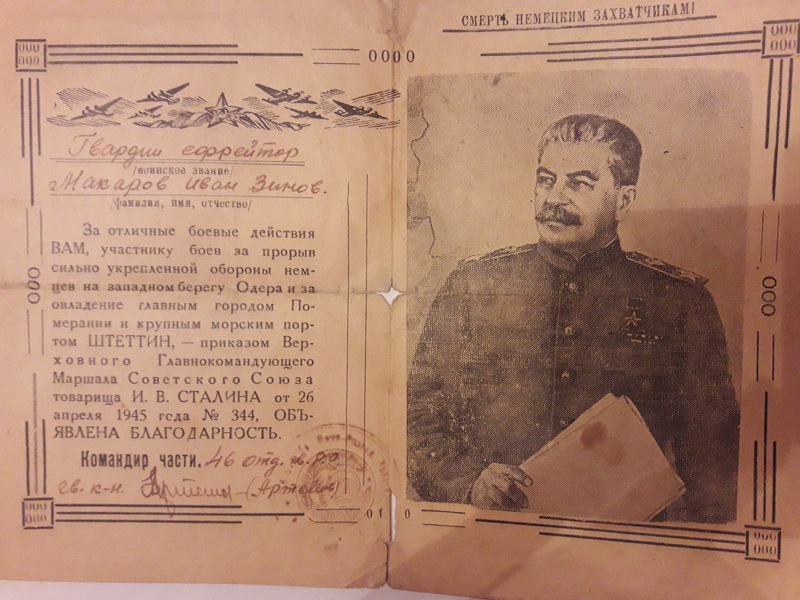 СМЕРТЬ НЕМЕЦКИМ ЗАХВАТЧИКАМ!
Гвардии ефрейтор
/воинское звание/
Макаров Иван Зинов.
/фамилия, имя, отчество/
За отличные боевые действия
ВАМ, участнику боев за прорыв
сильно укрепленной обороны нем-
цев на западном берегу Одера и за
овладение главным городом По-
мерании и крупным морским пор-
том ШТЕТТИН, — приказом Вер-
ховного Главнокомандующего
Маршала Советского Союза
товарища И. В. СТАЛИНА от 26
апреля 1945 гсда № 344, ОБЪ-
ЯВЛЕНА БЛАГОДАРНОСТЬ.
Командир части, 46 отд.
гв. к-н.